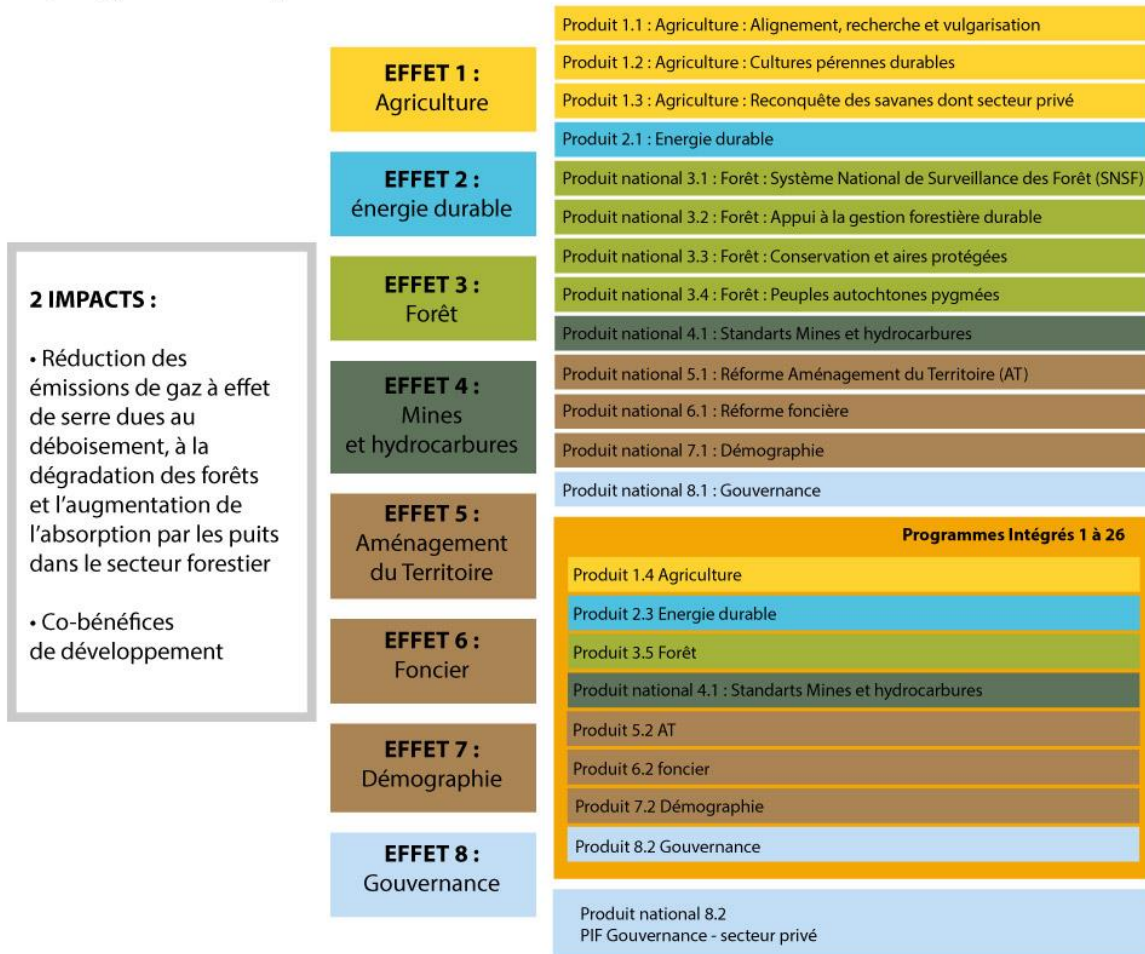 2 IMPACTS :
• Réduction des
émissions de gaz à effet
de serre dues au
déboisement, à la
dégradation des forêts
et l'augmentation de
l'absorption par les puits
dans le secteur forestier
• Co-bénéfices
de développement
EFFET 1 :
Agriculture
EFFET 2 :
énergie durable
EFFET 3 :
Forêt
EFFET 4 :
Mines
et hydrocarbures
EFFET 5 :
Aménagement
du Territoire
EFFET 6 :
Foncier
EFFET 7 :
Démographie
EFFET 8 :
Gouvernance
Produit 1.1 : Agriculture : Alignement, recherche et vulgarisation
Produit 1.2 : Agriculture : Cultures pérennes durables
Produit 1.3 : Agriculture : Reconquête des savanes dont secteur privé
Produit 2.1 : Energie durable
Produit national 3.1 : Forêt : Système National de Surveillance des Forêt (SNSF)
Produit national 3.2 : Forêt : Appui à la gestion forestière durable
Produit national 3.3 : Forêt : Conservation et aires protégées
Produit national 3.4 : Forêt : Peuples autochtones pygmées
Produit national 4.1 : Standarts Mines et hydrocarbures
Produit national 5.1 : Réforme Aménagement du Territoire (AT)
Produit national 6.1 : Réforme foncière
Produit national 7.1 : Démographie
Produit national 8.1 : Gouvernance
Programmes Intégrés 1 à 26
Produit 1.4 Agriculture
Produit 2.3 Energie durable
Produit 3.5 Forêt
Produit national 4.1 : Standarts Mines et hydrocarbures
Produit 5.2 AT
Produit 6.2 foncier
Produit 7.2 Démographie
Produit 8.2 Gouvernance
Produit national 8.2
PIF Gouvernance - secteur privé